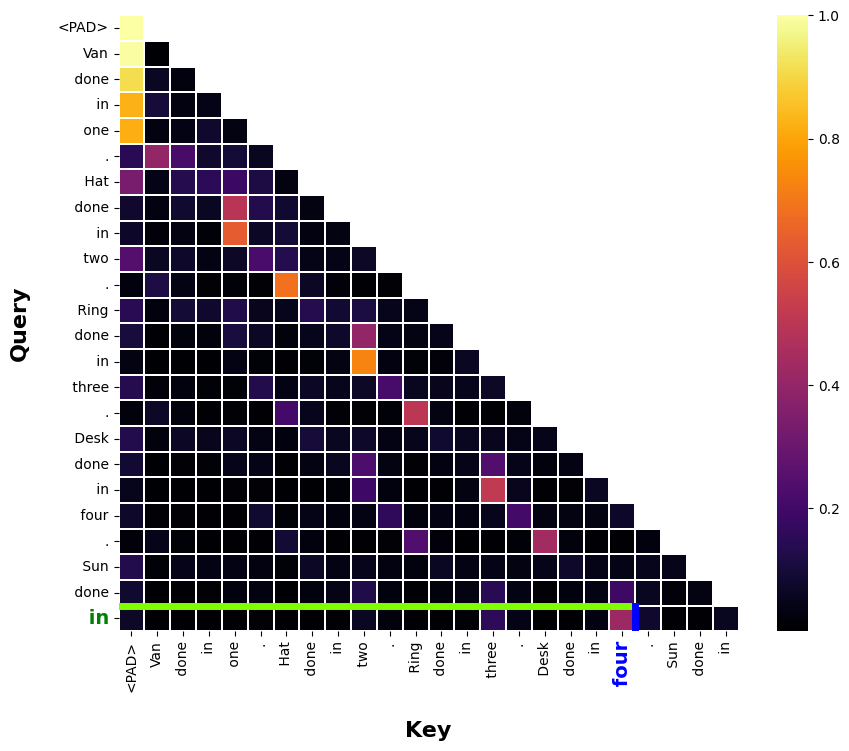 <PAD>
Van
done
in
one
.
Hat
done
in
two
.
Ring
done
in
three
.
Desk
done
in
four
.
Sun
done
in
Query
<PAD>
Van
done
in
one
.
Hat
done
in
two
.
Ring
done
in
three
.
Desk
done
in
four
.
Sun
done
in
Key
1.0
0.8
0.6
0.4
0.2